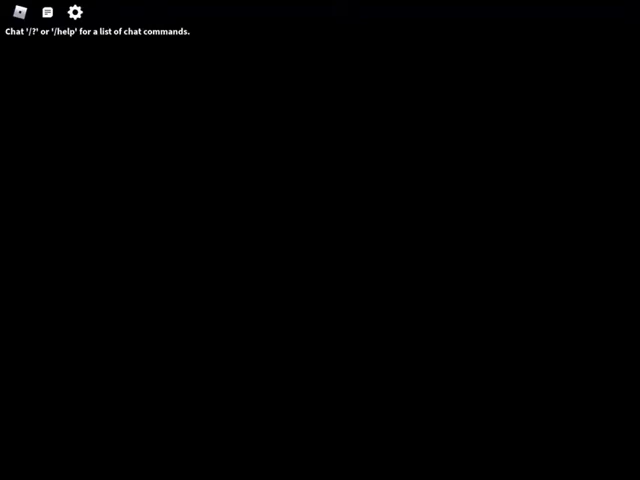 Chat '/?' or '/help' for a list of chat commands.